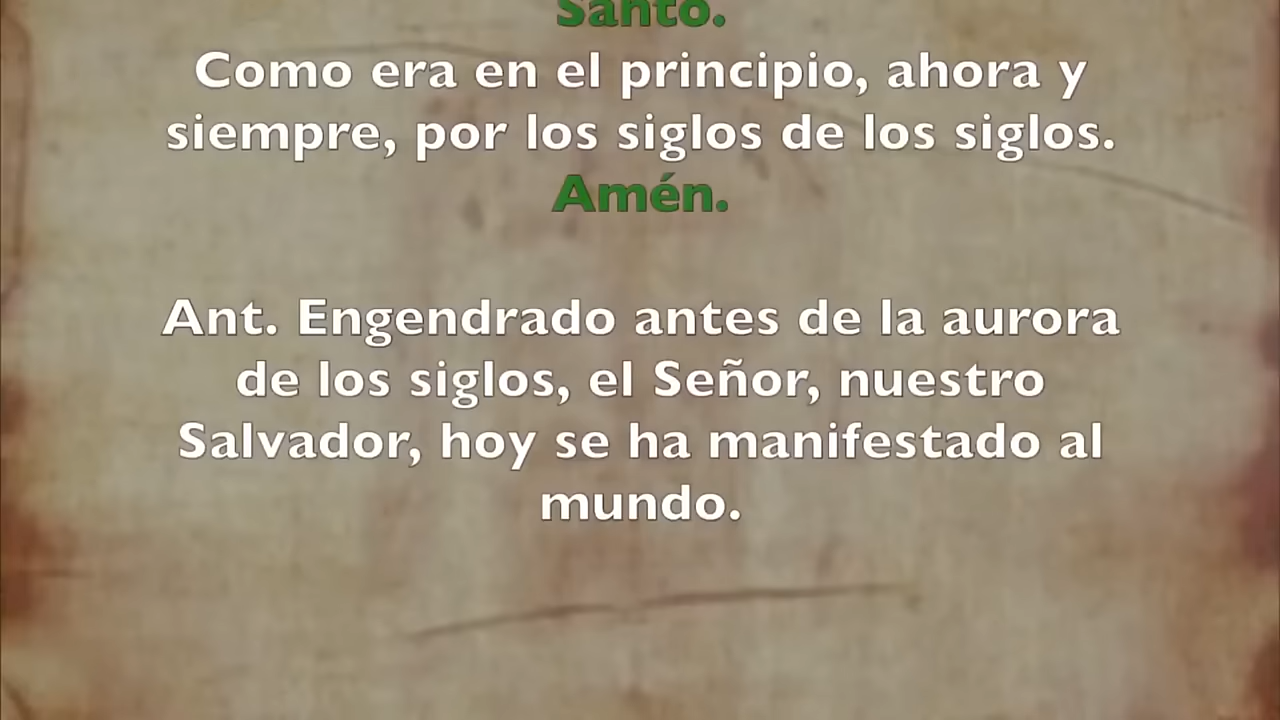 Santo.
Como era en el principio, ahora y
siempre, por los siglos de los siglos.
Amén.
Ant. Engendrado antes de la aurora
de los siglos, el Señor, nuestro
Salvador, hoy se ha manifestado al
mundo.